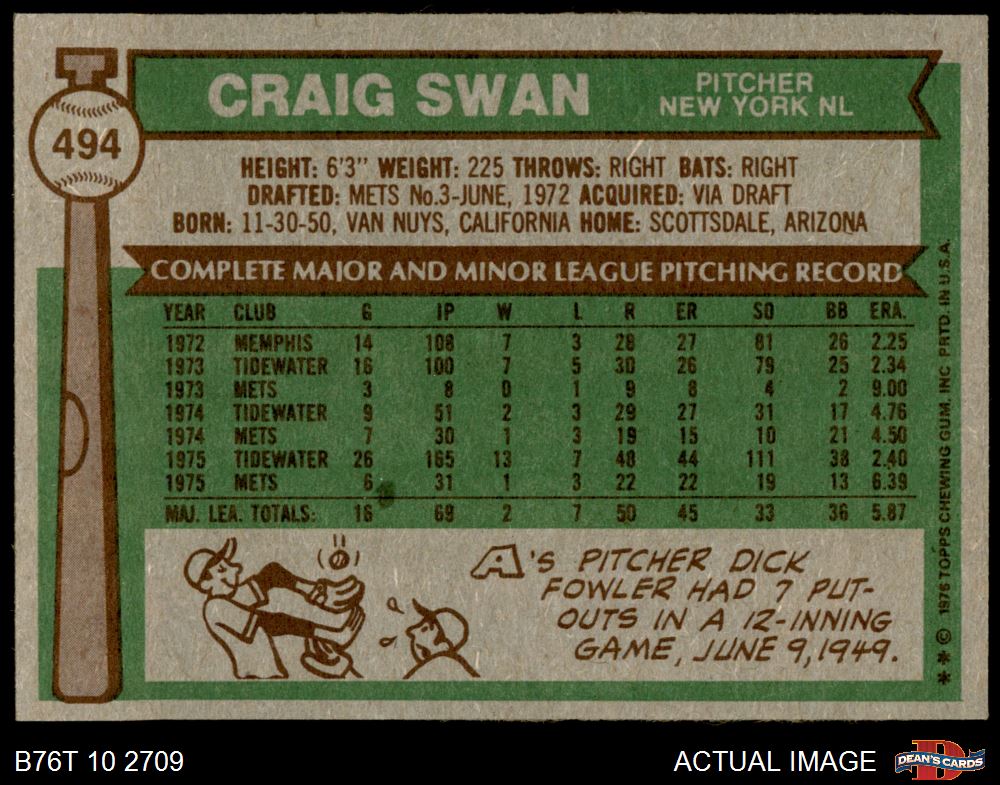 494
CRAIG SWAN
PITCHER
NEW YORK NL
HEIGHT: 6'3" WEIGHT: 225 THROWS: RIGHT BATS: RIGHT
DRAFTED: METS No.3-JUNE, 1972 ACQUIRED: VIA DRAFT
BORN: 11-30-50, VAN NUYS, CALIFORNIA HOME: SCOTTSDALE, ARIZONA
COMPLETE MAJOR AND MINOR LEAGUE PITCHING RECORD
YEAR CLUB G IP W L R ER SO BB ERA.
1972 MEMPHIS 14 108 7 3 28 27 81 26 2.25
1973 TIDEWATER 16 100 7 5 30 26 79 25 2.34
1973 METS 3 8 0 1 9 8 4 2 9.00
1974 TIDEWATER 9 51 2 3 29 27 31 17 4.76
1974 METS 7 30 1 3 19 15 10 21 4.50
1975 TIDEWATER 26 165 13 7 48 44 111 38 2.40
1975 METS 6 31 1 3 22 22 19 13 6.39
MAJ. LEA. TOTALS: 16 69 2 7 50 45 33 36 5.87
A'S PITCHER DICK
FOWLER HAD 7 PUT-
OUTS IN A 12-INNING
GAME, JUNE 9, 1949.
* * © 1976 TOPPS CHEWING GUM, INC PRTD. IN U.S.A.
B76T 10 2709
ACTUAL IMAGE
D
DEAN'S CARDS